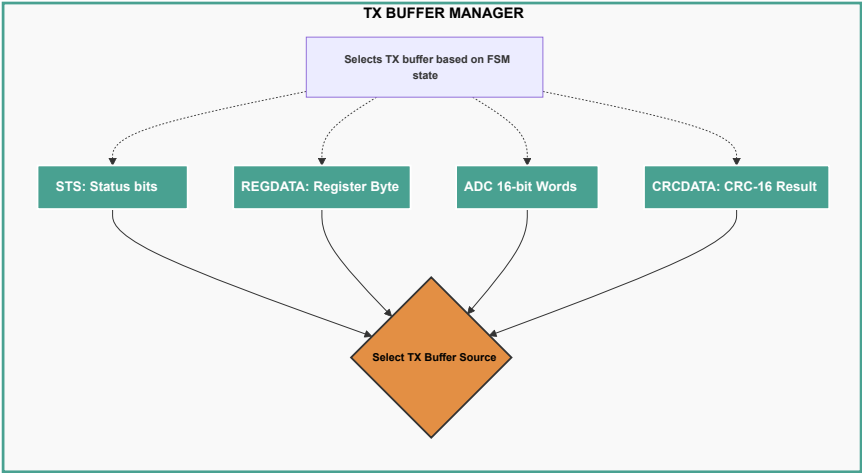 TX BUFFER MANAGER
Selects TX buffer based on FSM
state
STS: Status bits
REGDATA: Register Byte
ADC 16-bit Words
CRCDATA: CRC-16 Result
Select TX Buffer Source